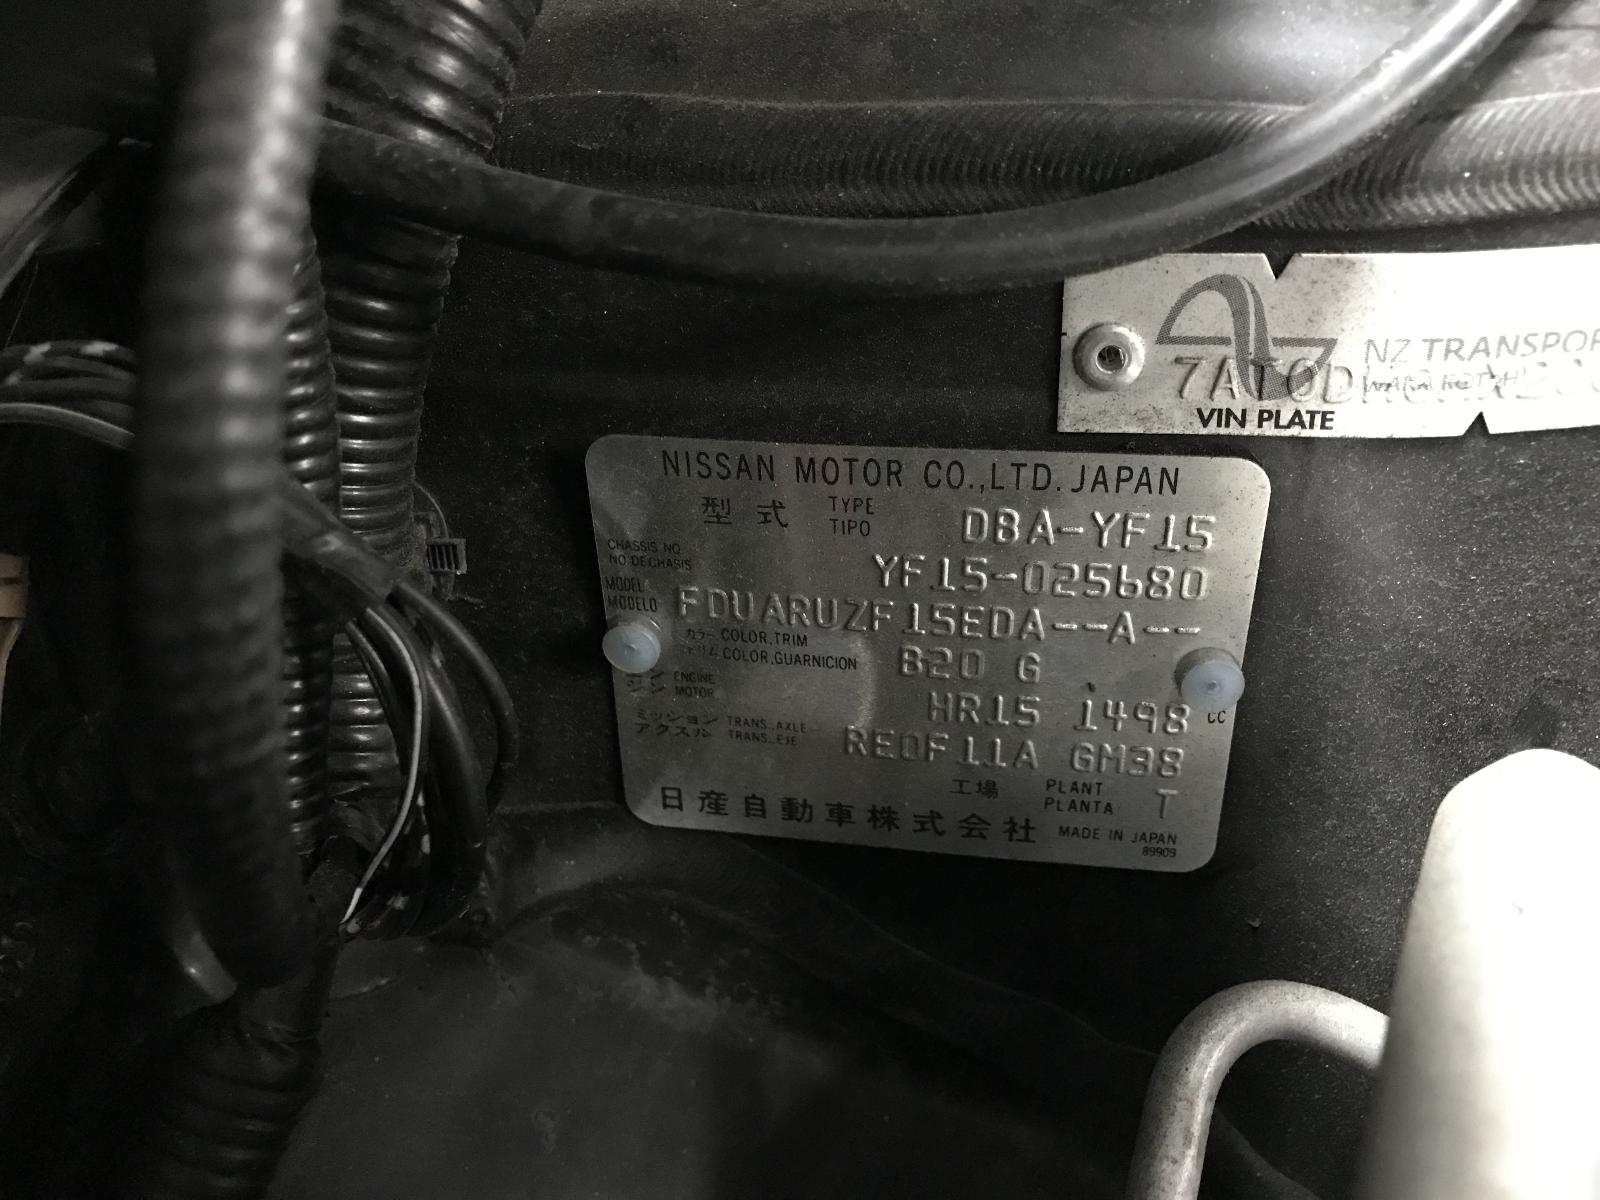 NZ TRANSPOR
7AT0D
VIN PLATE
NISSAN MOTOR CO.,LTD. JAPAN
型式 TYPE TIPO DBA-YF15
CHASSIS NO. NO DE CHASIS YF15-025680
MODEL MODELO FDUARUZF15EDA--A--
カラー COLOR,TRIM
トリム COLOR,GUARNICION B20 G
ENGINE MOTOR HR15 1498 CC
ミッション TRANS. AXLE
アクスル TRANS. EJE RE0F11A GM38
工場 PLANT PLANTA T
日産自動車株式会社 MADE IN JAPAN
89909